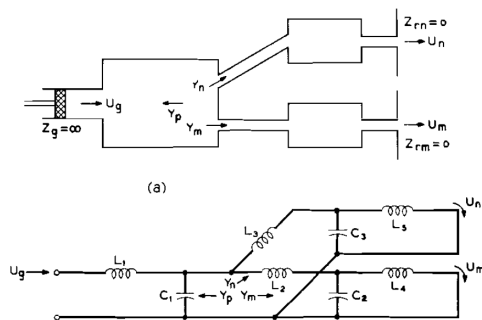 Z_rn=0
U_n
Y_n
U_g
Y_p
Y_m
U_m
Z_g=∞
Z_rm=0
(a)
U_n
L_3
C_3
L_5
U_g
L_1
Y_n
L_2
U_m
C_1
Y_p
Y_m
C_2
L_4